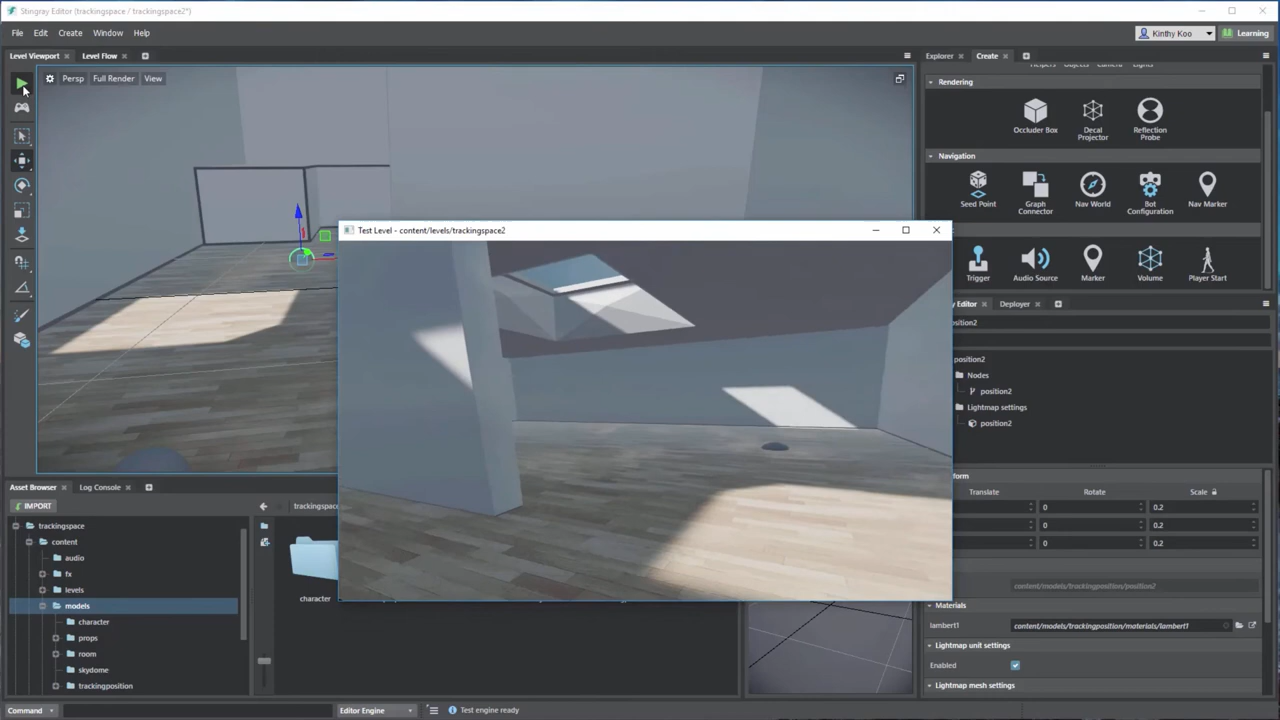 Stingray Editor (trackingspace / trackingspace2*)
File Edit Create Window Help
Kinthy Koo
Learning
Level Viewport
Level Flow
Explorer
Create
Persp
Full Render
View
Rendering
Occluder Box
Decal Projector
Reflection Probe
Navigation
Seed Point
Graph Connector
Nav World
Bot Configuration
Nav Marker
Trigger
Audio Source
Marker
Volume
Player Start
Test Level - content/levels/trackingspace2
Editor
Deployer
position2
Nodes
position2
Lightmap settings
position2
Translate
Rotate
Scale
0
0.2
0
0.2
0
0.2
content/models/trackingposition/position2
Materials
lambert1
content/models/trackingposition/materials/lambert1
Lightmap unit settings
Enabled
Lightmap mesh settings
Asset Browser
Log Console
IMPORT
trackingspace
trackingspace
content
audio
fx
levels
models
character
props
room
skydome
trackingposition
character
Command
Editor Engine
Test engine ready